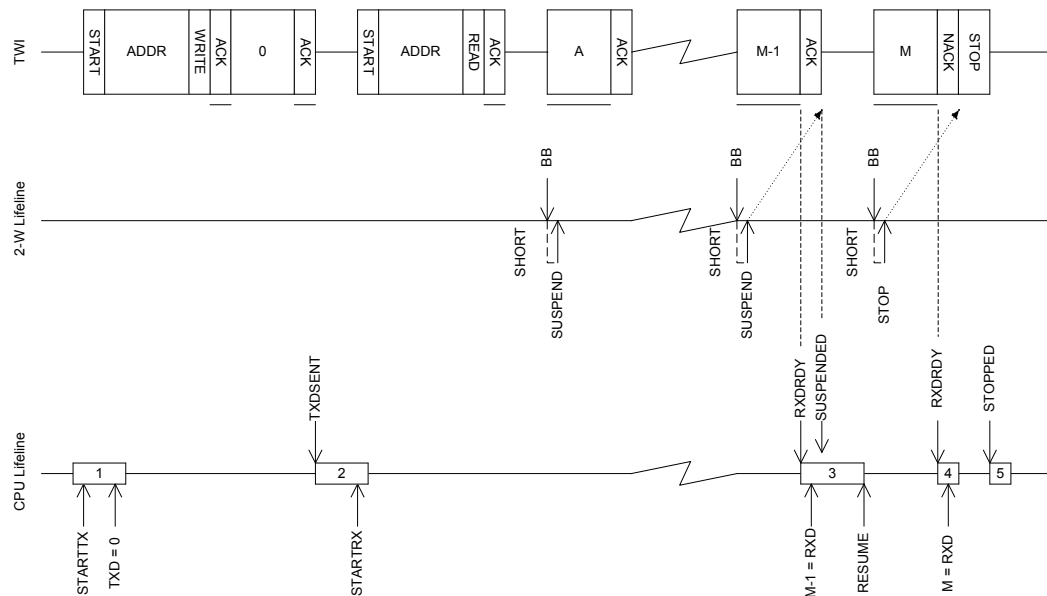 TWI
START
ADDR
WRITE
ACK
0
ACK
START
ADDR
READ
ACK
A
ACK
M-1
ACK
M
NACK
STOP
2-W Lifeline
BB
SHORT
SUSPEND
BB
SHORT
SUSPEND
BB
SHORT
STOP
CPU Lifeline
TXDSENT
RXDRDY
SUSPENDED
RXDRDY
STOPPED
1
2
3
4
5
STARTTX
TXD = 0
STARTRX
M-1 = RXD
RESUME
M = RXD